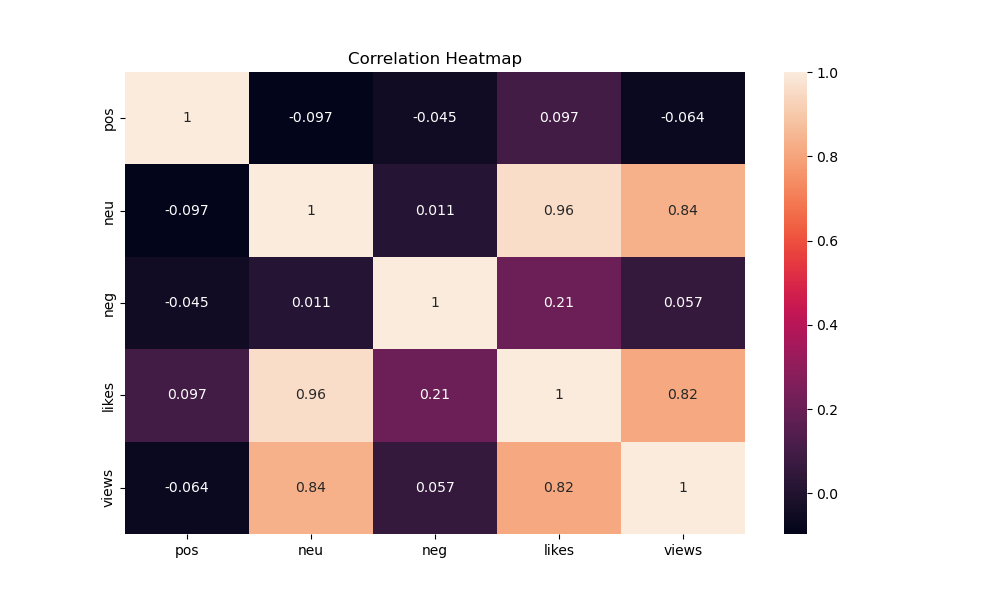 Correlation Heatmap
pos 1 -0.097 -0.045 0.097 -0.064
neu -0.097 1 0.011 0.96 0.84
neg -0.045 0.011 1 0.21 0.057
likes 0.097 0.96 0.21 1 0.82
views -0.064 0.84 0.057 0.82 1
pos neu neg likes views
1.0
0.8
0.6
0.4
0.2
0.0